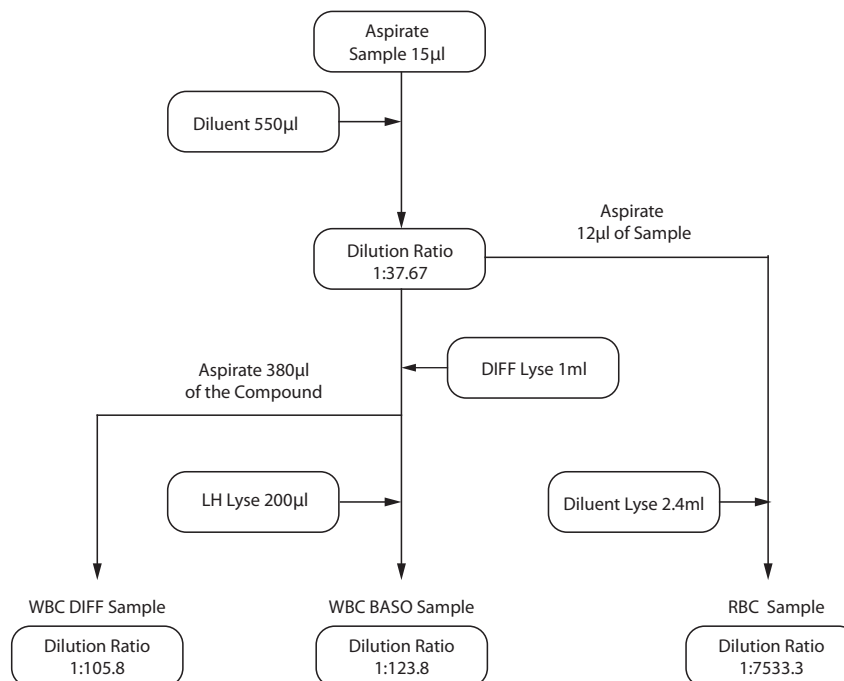 Aspirate
Sample 15μl
Diluent 550μl
Aspirate
12μl of Sample
Dilution Ratio
1:37.67
Aspirate 380μl
of the Compound
DIFF Lyse 1ml
LH Lyse 200μl
Diluent Lyse 2.4ml
WBC DIFF Sample
WBC BASO Sample
RBC Sample
Dilution Ratio
1:105.8
Dilution Ratio
1:123.8
Dilution Ratio
1:7533.3